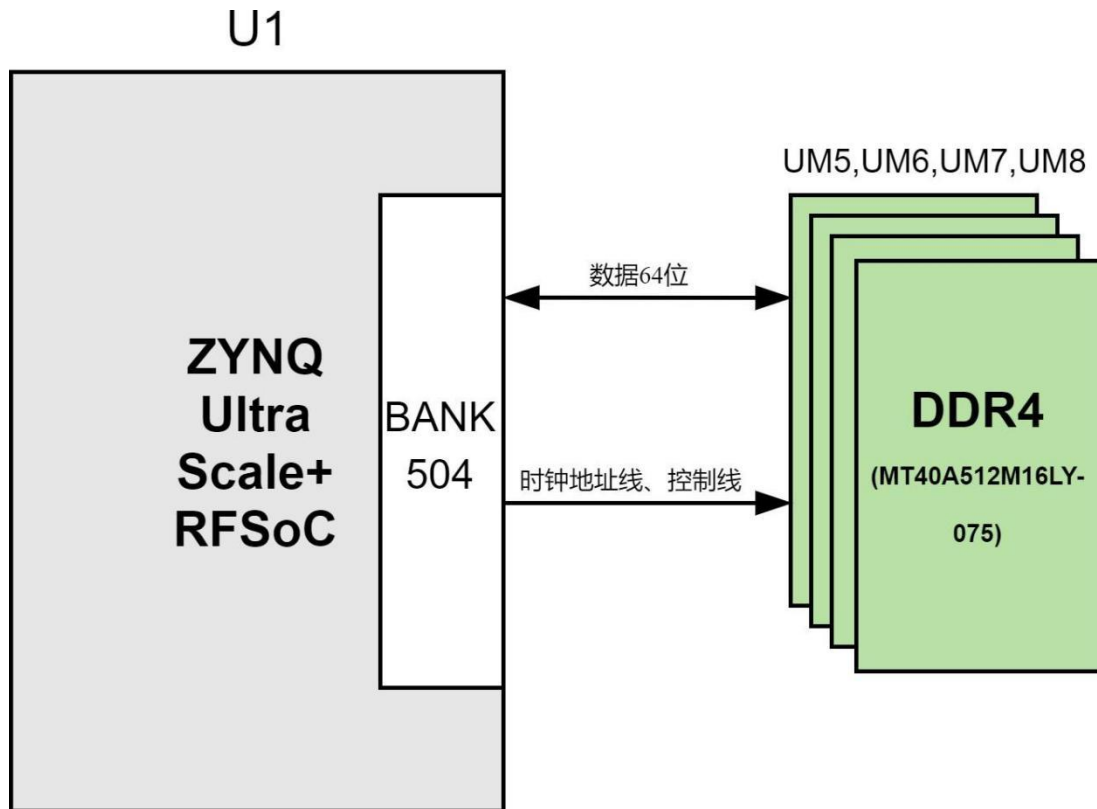 U1
UM5,UM6,UM7,UM8
数据64位
ZYNQ
Ultra
Scale+
RFSoC
BANK
504
时钟地址线、控制线
DDR4
(MT40A512M16LY-
075)